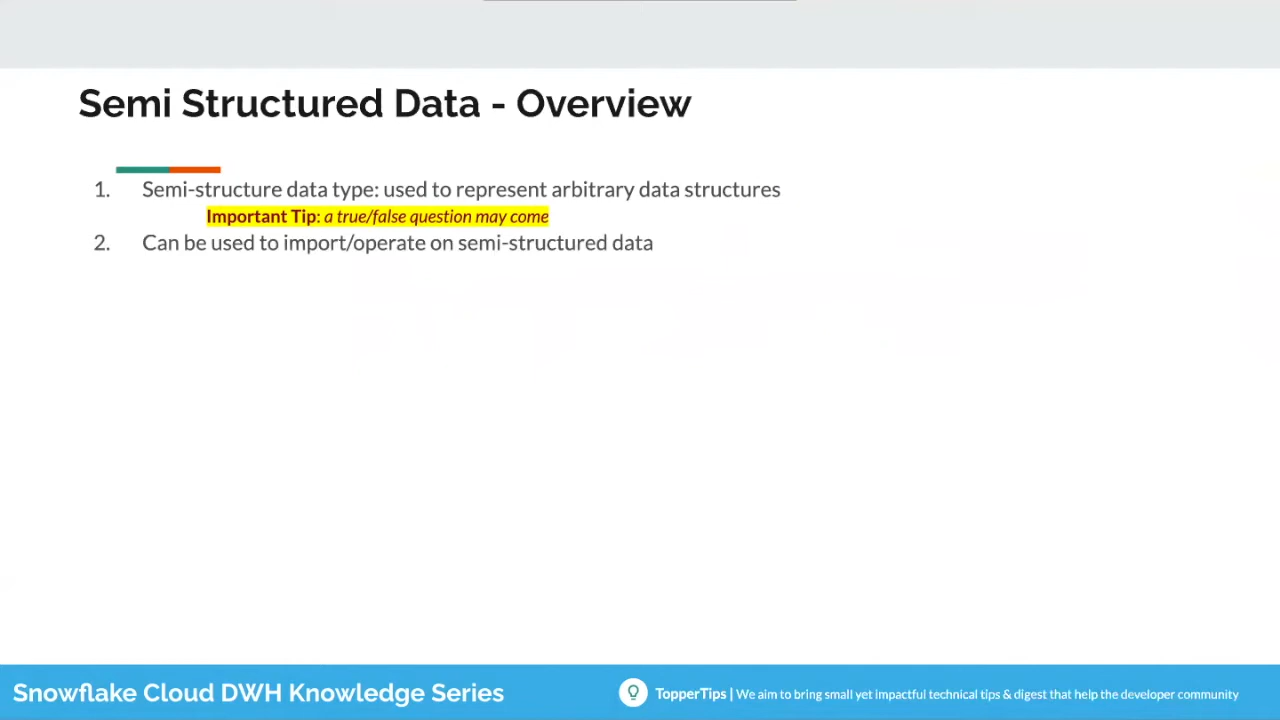 Semi Structured Data - Overview
1. Semi-structure data type: used to represent arbitrary data structures
Important Tip: a true/false question may come
2. Can be used to import/operate on semi-structured data
Snowflake Cloud DWH Knowledge Series
TopperTips | We aim to bring small yet impactful technical tips & digest that help the developer community